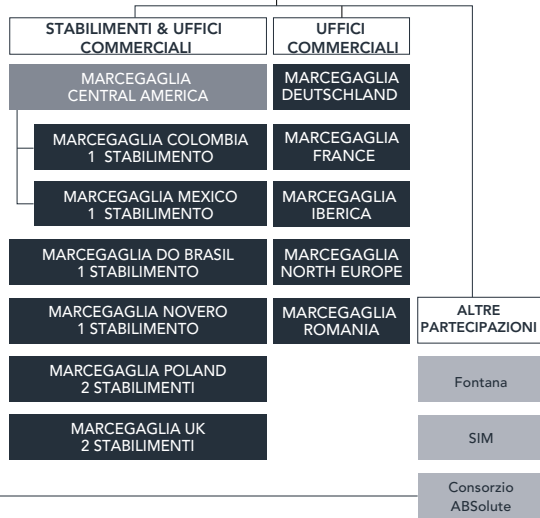 STABILIMENTI & UFFICI
COMMERCIALI
MARCEGAGLIA
CENTRAL AMERICA
MARCEGAGLIA COLOMBIA
1 STABILIMENTO
MARCEGAGLIA MEXICO
1 STABILIMENTO
MARCEGAGLIA DO BRASIL
1 STABILIMENTO
MARCEGAGLIA NOVERO
1 STABILIMENTO
MARCEGAGLIA POLAND
2 STABILIMENTI
MARCEGAGLIA UK
2 STABILIMENTI
UFFICI
COMMERCIALI
MARCEGAGLIA
DEUTSCHLAND
MARCEGAGLIA
FRANCE
MARCEGAGLIA
IBERICA
MARCEGAGLIA
NORTH EUROPE
MARCEGAGLIA
ROMANIA
ALTRE
PARTECIPAZIONI
Fontana
SIM
Consorzio
ABSolute